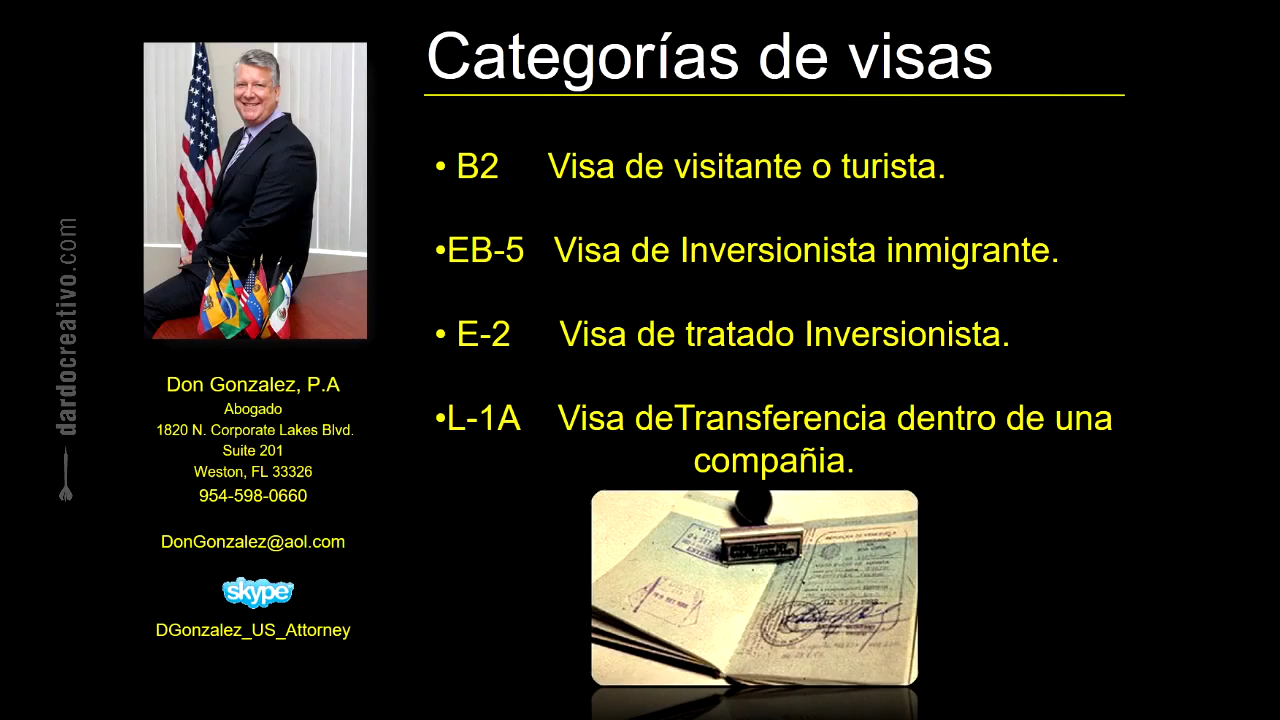 Categorías de visas
• B2 Visa de visitante o turista.
•EB-5 Visa de Inversionista inmigrante.
• E-2 Visa de tratado Inversionista.
•L-1A Visa deTransferencia dentro de una
compañia.
Don Gonzalez, P.A
Abogado
1820 N. Corporate Lakes Blvd.
Suite 201
Weston, FL 33326
954-598-0660
DonGonzalez@aol.com
skype
DGonzalez_US_Attorney
dardocreativo.com